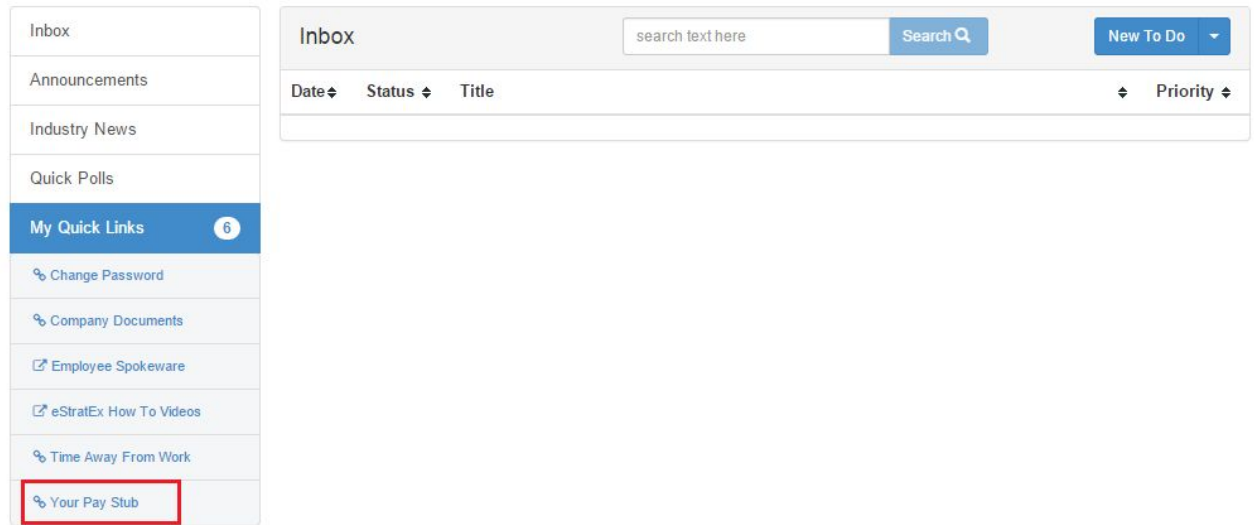 Inbox
Announcements
Industry News
Quick Polls
My Quick Links 6
Change Password
Company Documents
Employee Spokeware
eStratEx How To Videos
Time Away From Work
Your Pay Stub
Inbox search text here Search New To Do
Date Status Title Priority